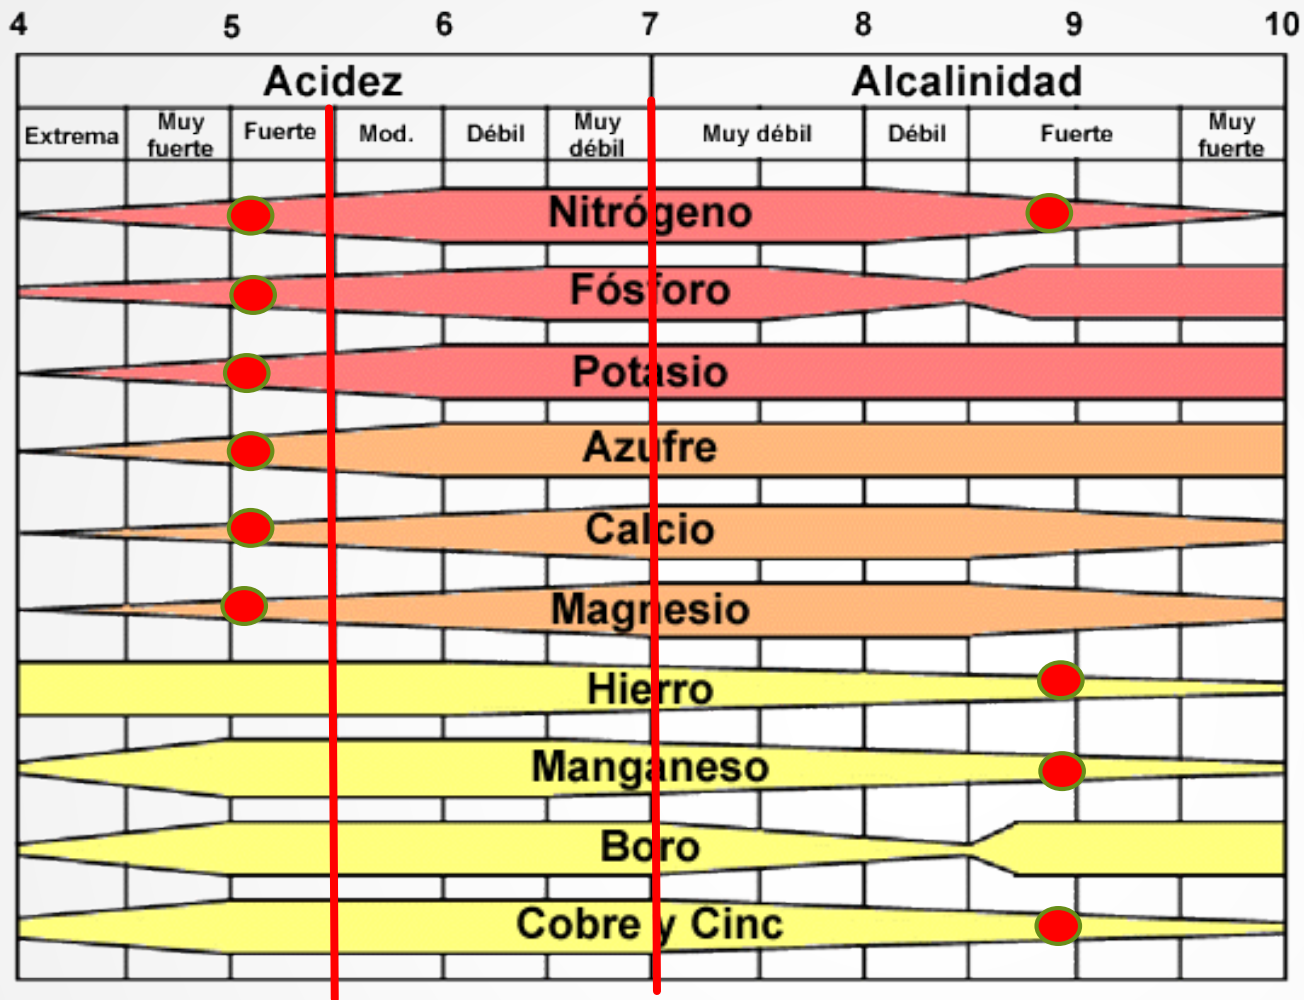 4 5 6 7 8 9 10
Acidez Alcalinidad
Extrema Muy fuerte Fuerte Mod. Débil Muy débil Muy débil Débil Fuerte Muy fuerte
Nitrógeno
Fósforo
Potasio
Azufre
Calcio
Magnesio
Hierro
Manganeso
Boro
Cobre y Cinc